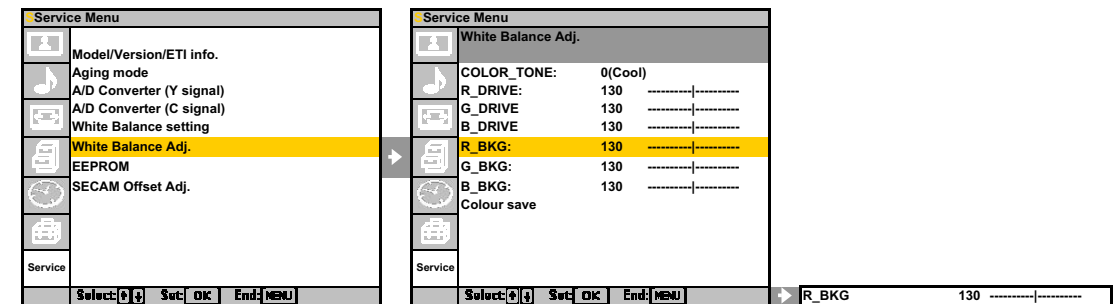 Service Menu
Model/Version/ETI info.
Aging mode
A/D Converter (Y signal)
A/D Converter (C signal)
White Balance setting
White Balance Adj.
EEPROM
SECAM Offset Adj.
Service
Select: Set: OK End: MENU
Service Menu
White Balance Adj.
COLOR_TONE: 0(Cool)
R_DRIVE: 130 ----------|----------
G_DRIVE 130 ----------|----------
B_DRIVE 130 ----------|----------
R_BKG: 130 ----------|----------
G_BKG: 130 ----------|----------
B_BKG: 130 ----------|----------
Colour save
Service
Select: Set: OK End: MENU
R_BKG 130 ----------|----------